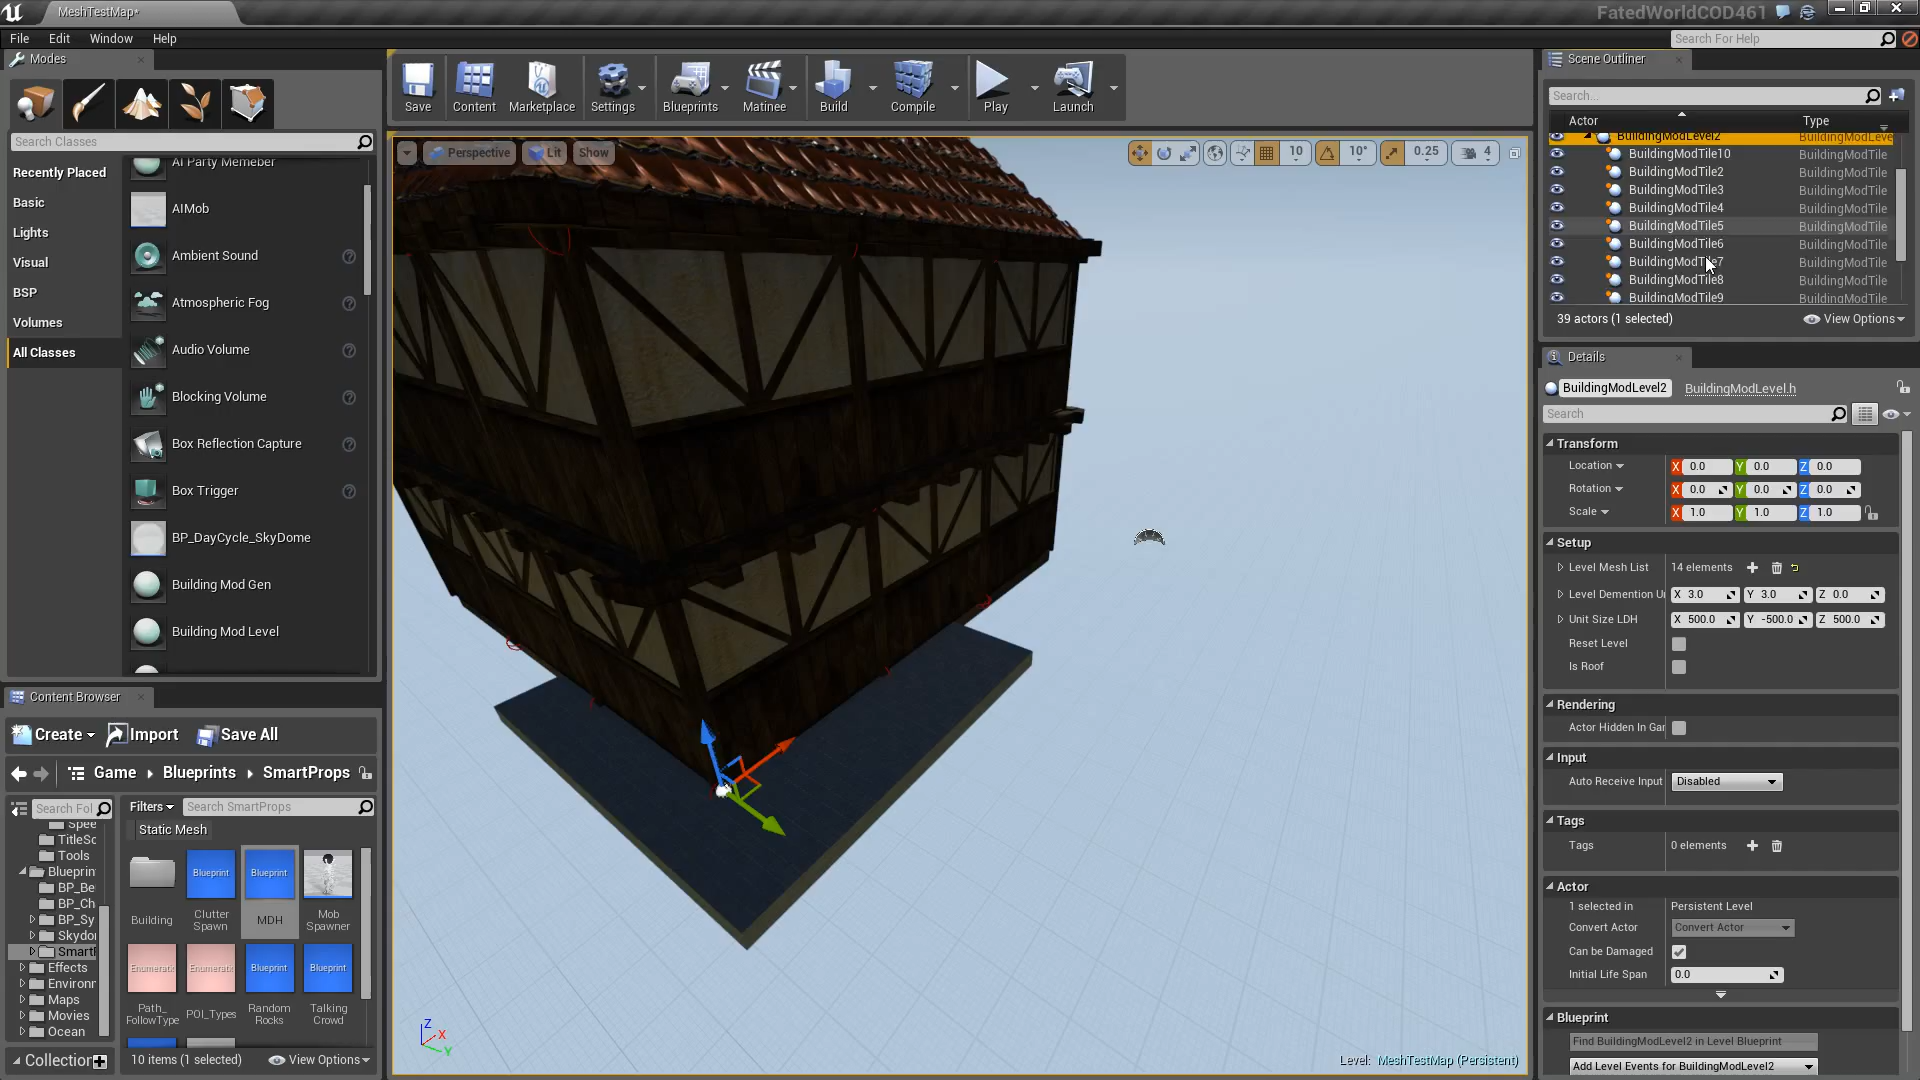 MeshTestMap*
FatedWorldCOD461
File Edit Window Help
Search For Help
Modes
Search Classes
Recently Placed
Basic
Lights
Visual
BSP
Volumes
All Classes
AI Party Memeber
AIMob
Ambient Sound
Atmospheric Fog
Audio Volume
Blocking Volume
Box Reflection Capture
Box Trigger
BP_DayCycle_SkyDome
Building Mod Gen
Building Mod Level
Save Content Marketplace Settings Blueprints Matinee Build Compile Play Launch
Perspective Lit Show
10 10° 0.25 4
Level: MeshTestMap (Persistent)
Z X Y
Content Browser
Create Import Save All
Game Blueprints SmartProps
Search Fol
Filters Search SmartProps
Static Mesh
Spee
TitleSc
Tools
Blueprin
BP_Be
BP_Ch
BP_Sy
Skydo
SmartP
Effects
Environm
Maps
Movies
Ocean
Collection
Building
Blueprint
Clutter Spawn
Blueprint
MDH
Mob Spawner
Enumerati
Path_FollowType
Enumerati
POI_Types
Blueprint
Random Rocks
Blueprint
Talking Crowd
10 items (1 selected) View Options
Scene Outliner
Search...
Actor Type
BuildingModLevel2 BuildingModLeve
BuildingModTile10 BuildingModTile
BuildingModTile2 BuildingModTile
BuildingModTile3 BuildingModTile
BuildingModTile4 BuildingModTile
BuildingModTile5 BuildingModTile
BuildingModTile6 BuildingModTile
BuildingModTile7 BuildingModTile
BuildingModTile8 BuildingModTile
BuildingModTile9 BuildingModTile
39 actors (1 selected) View Options
Details
BuildingModLevel2 BuildingModLevel.h
Search
Transform
Location X 0.0 Y 0.0 Z 0.0
Rotation X 0.0 Y 0.0 Z 0.0
Scale X 1.0 Y 1.0 Z 1.0
Setup
Level Mesh List 14 elements
Level Demention Un X 3.0 Y 3.0 Z 0.0
Unit Size LDH X 500.0 Y -500.0 Z 500.0
Reset Level
Is Roof
Rendering
Actor Hidden In Gar
Input
Auto Receive Input Disabled
Tags
Tags 0 elements
Actor
1 selected in Persistent Level
Convert Actor Convert Actor
Can be Damaged
Initial Life Span 0.0
Blueprint
Find BuildingModLevel2 in Level Blueprint
Add Level Events for BuildingModLevel2